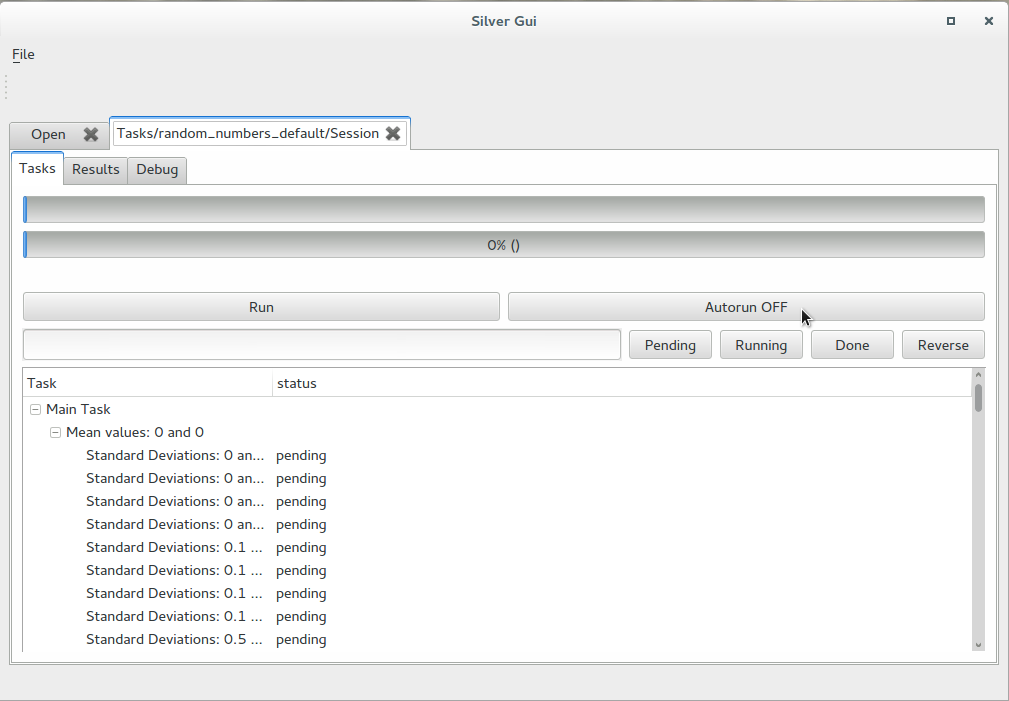 Silver Gui
File
Open Tasks/random_numbers_default/Session
Tasks Results Debug
0% ()
Run Autorun OFF
Pending Running Done Reverse
Task status
Main Task
Mean values: 0 and 0
Standard Deviations: 0 an... pending
Standard Deviations: 0 an... pending
Standard Deviations: 0 an... pending
Standard Deviations: 0 an... pending
Standard Deviations: 0.1 ... pending
Standard Deviations: 0.1 ... pending
Standard Deviations: 0.1 ... pending
Standard Deviations: 0.1 ... pending
Standard Deviations: 0.5 ... pending